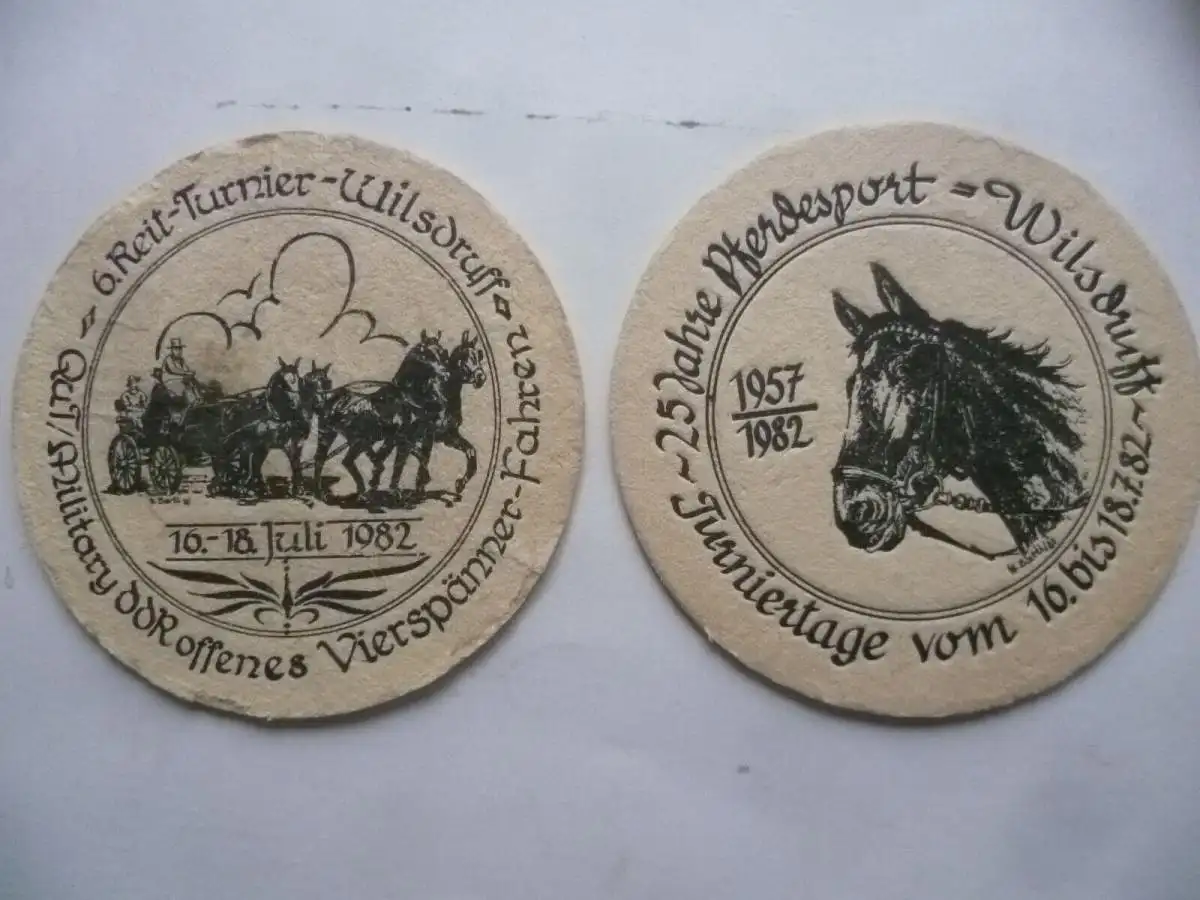 6. Reit-Turnier - Wilsdruff
Vierspänner-Fahren
Military DDR offenes
16.-18. Juli 1982
~ 25 Jahre Pferdesport = Wilsdruff ~
1957
1982
Turniertage vom 16. bis 18.7.82